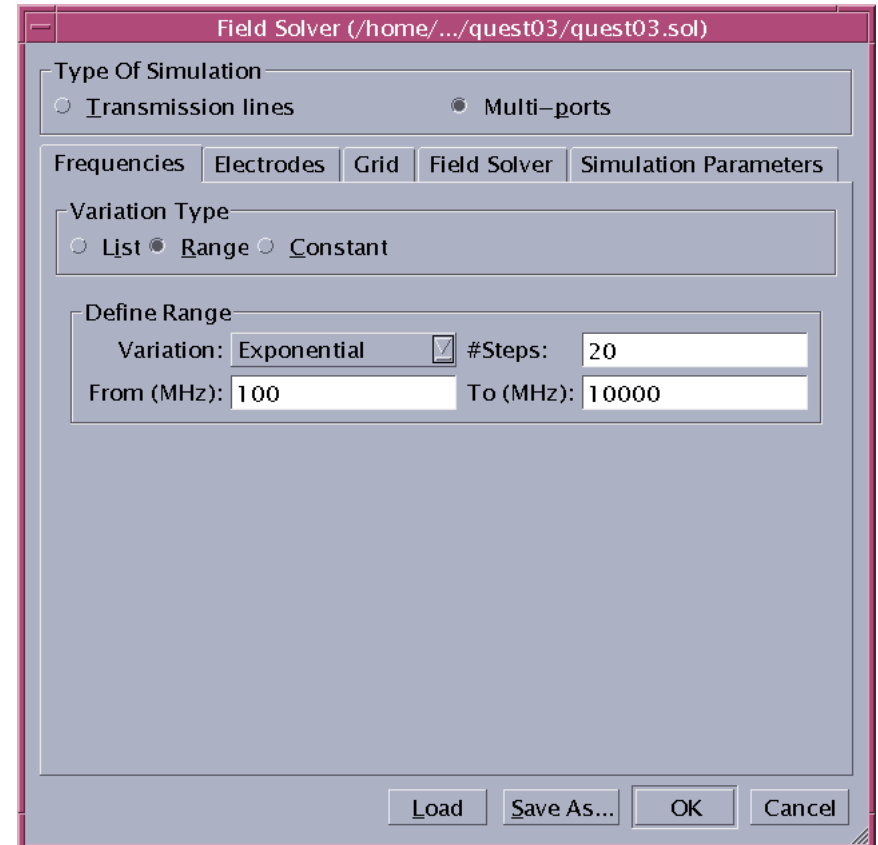 Field Solver (/home/.../quest03/quest03.sol)
Type Of Simulation
Transmission lines Multi-ports
Frequencies Electrodes Grid Field Solver Simulation Parameters
Variation Type
List Range Constant
Define Range
Variation: Exponential #Steps: 20
From (MHz): 100 To (MHz): 10000
Load Save As... OK Cancel